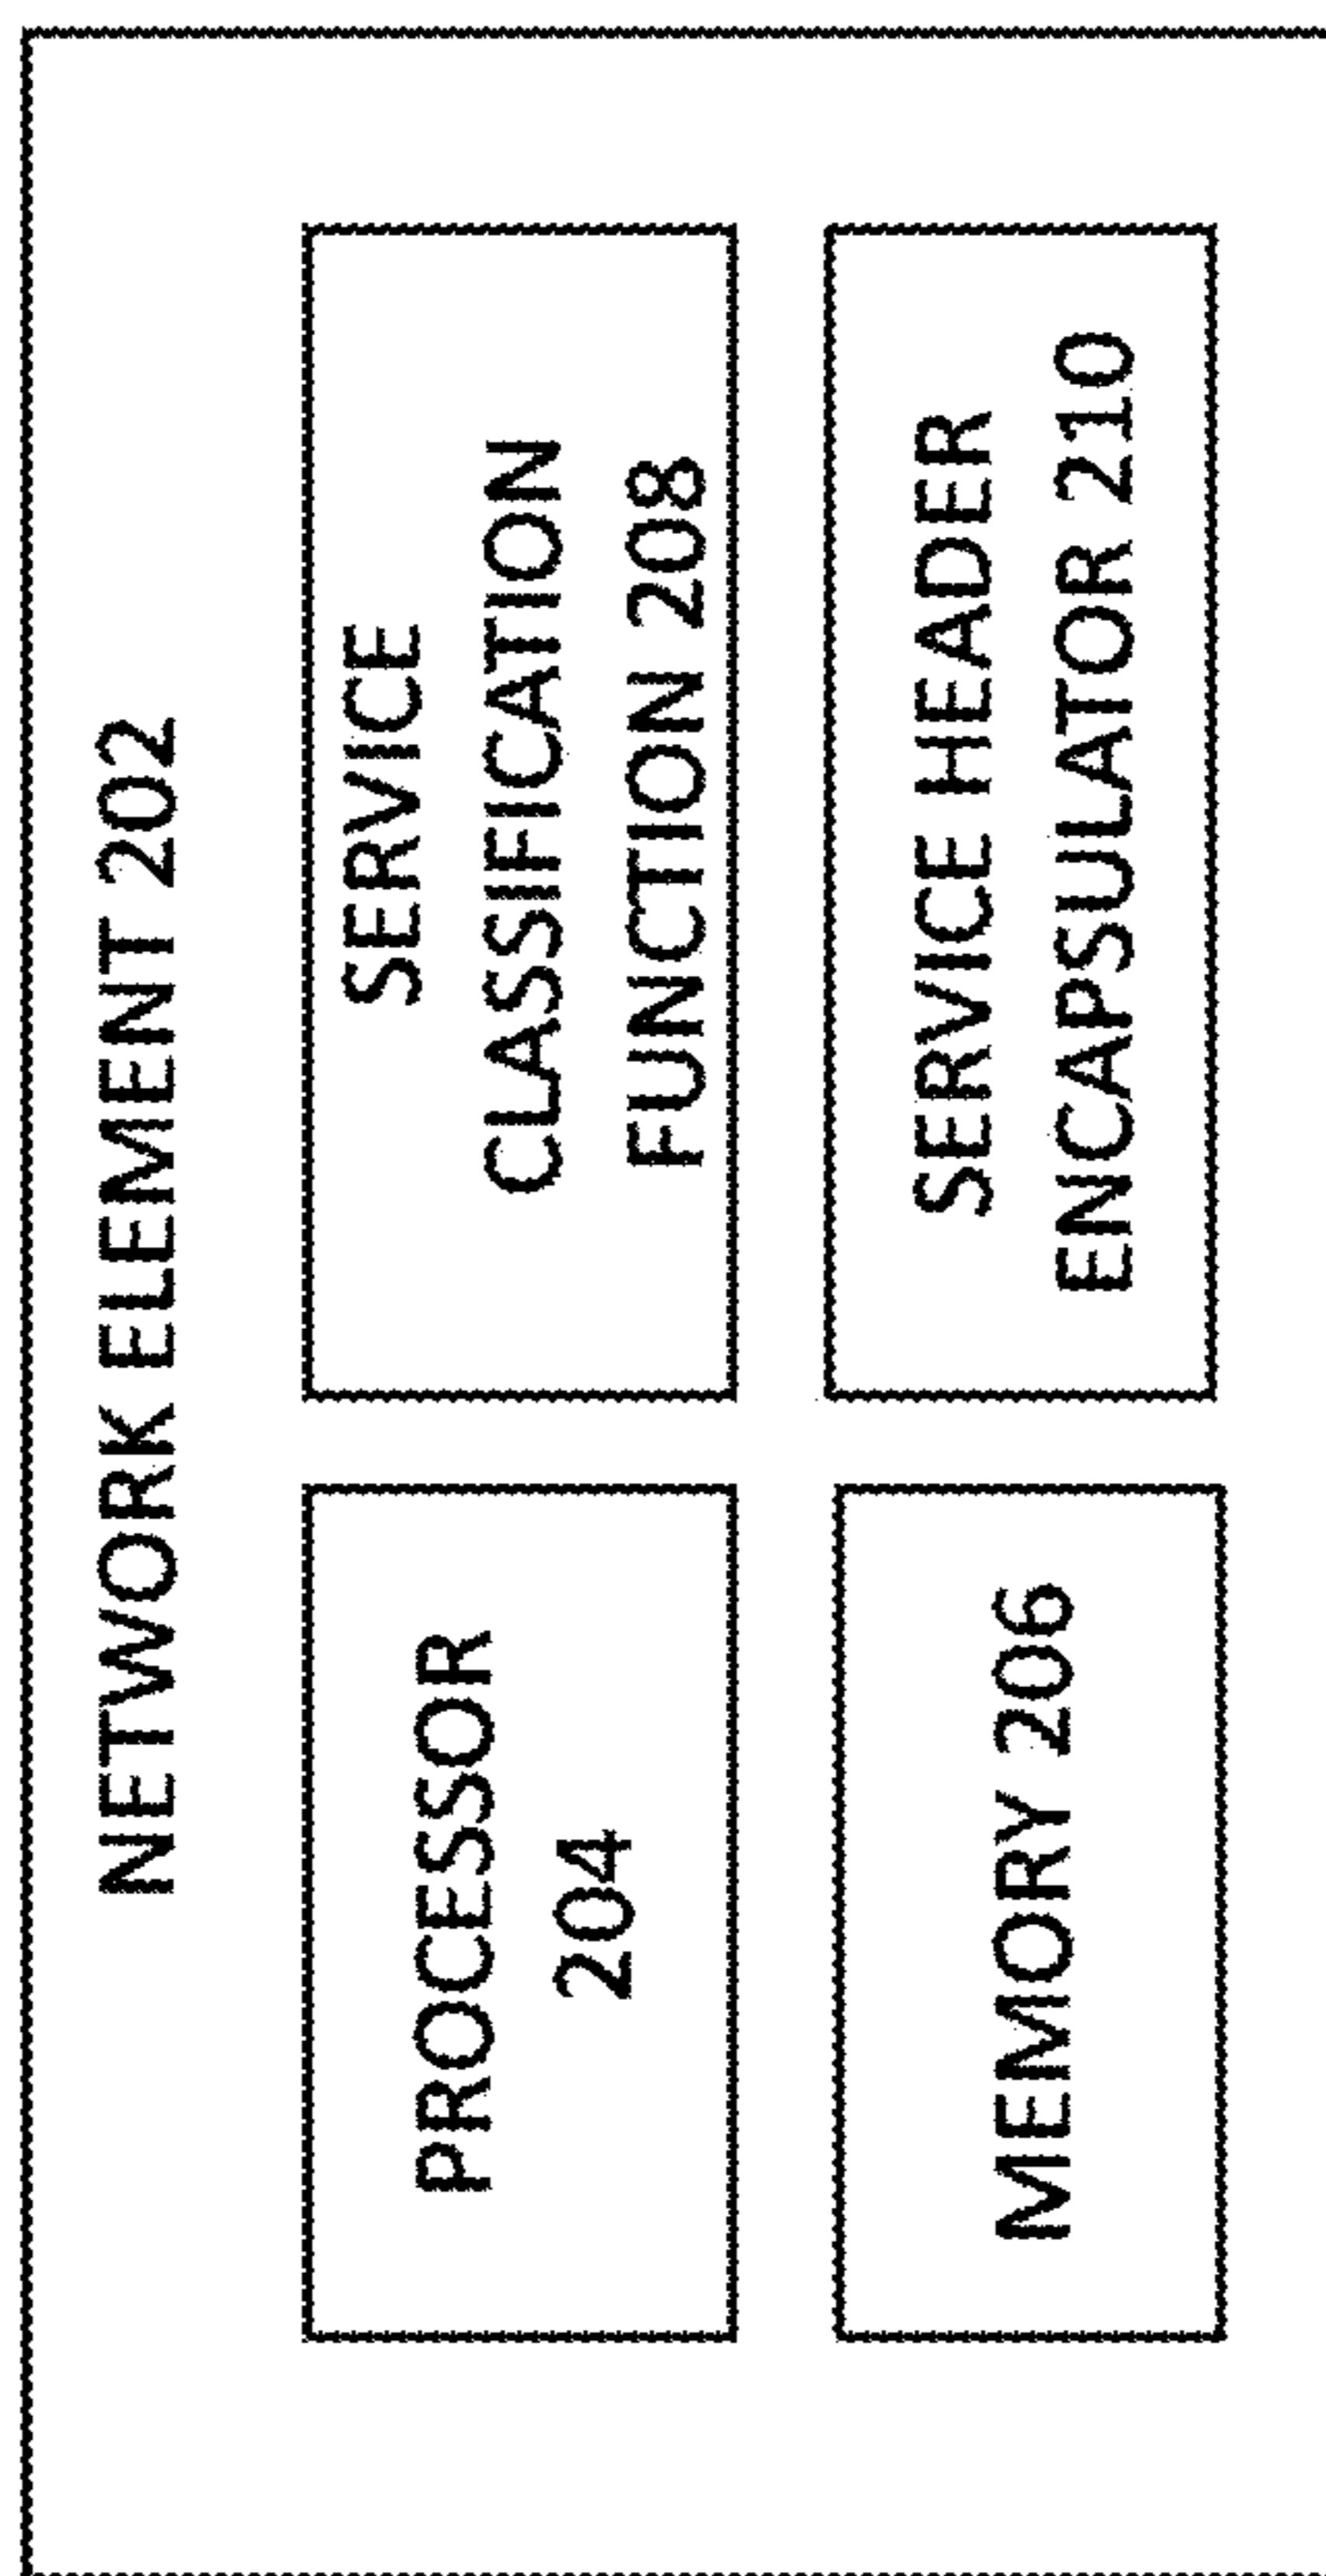 NETWORK ELEMENT 202
PROCESSOR
204
SERVICE
CLASSIFICATION
FUNCTION 208
MEMORY 206
SERVICE HEADER
ENCAPSULATOR 210